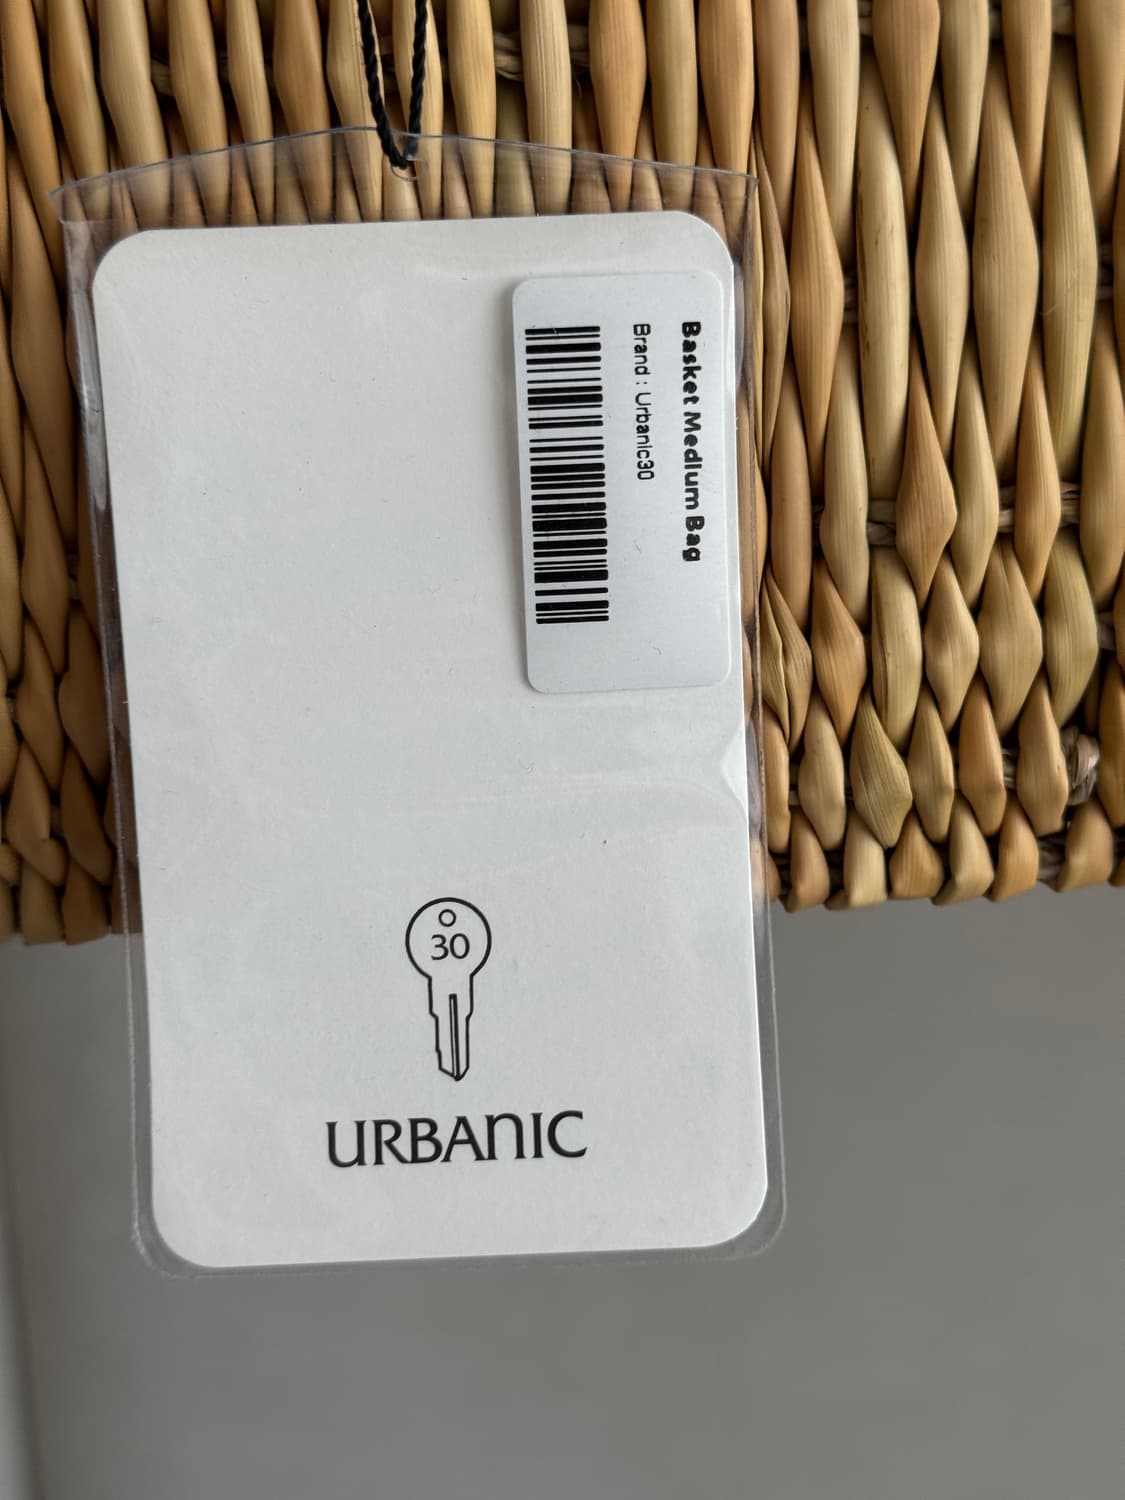 Basket Medium Bag
Brand : Urbanic30
30
URBANIC